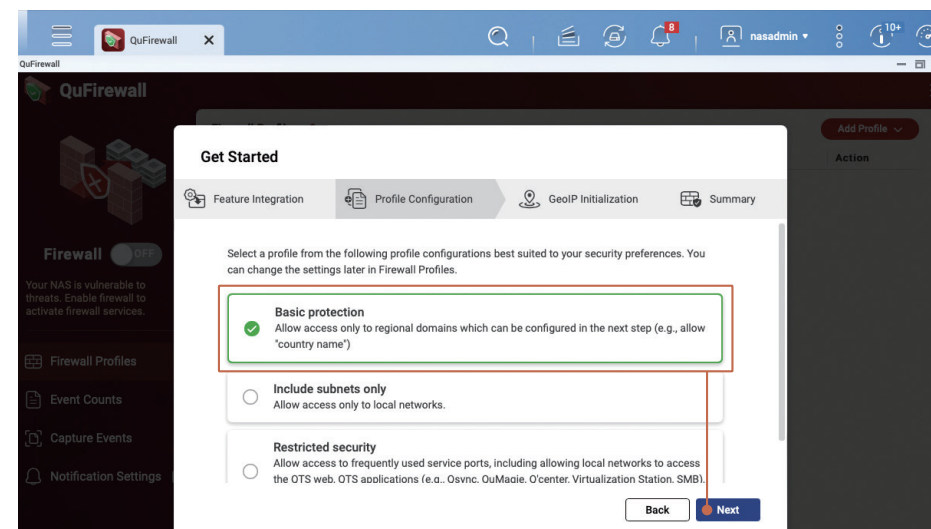 QuFirewall
8
nasadmin
10+
QuFirewall
QuFirewall
Add Profile
Action
Get Started
Feature Integration
Profile Configuration
GeoIP Initialization
Summary
Firewall OFF
Your NAS is vulnerable to
threats. Enable firewall to
activate firewall services.
Firewall Profiles
Event Counts
Capture Events
Notification Settings
Select a profile from the following profile configurations best suited to your security preferences. You
can change the settings later in Firewall Profiles.
Basic protection
Allow access only to regional domains which can be configured in the next step (e.g., allow
"country name")
Include subnets only
Allow access only to local networks.
Restricted security
Allow access to frequently used service ports, including allowing local networks to access
the QTS web, QTS applications (e.g., Qsync, QuMagie, Q'center, Virtualization Station, SMB),
Back
Next